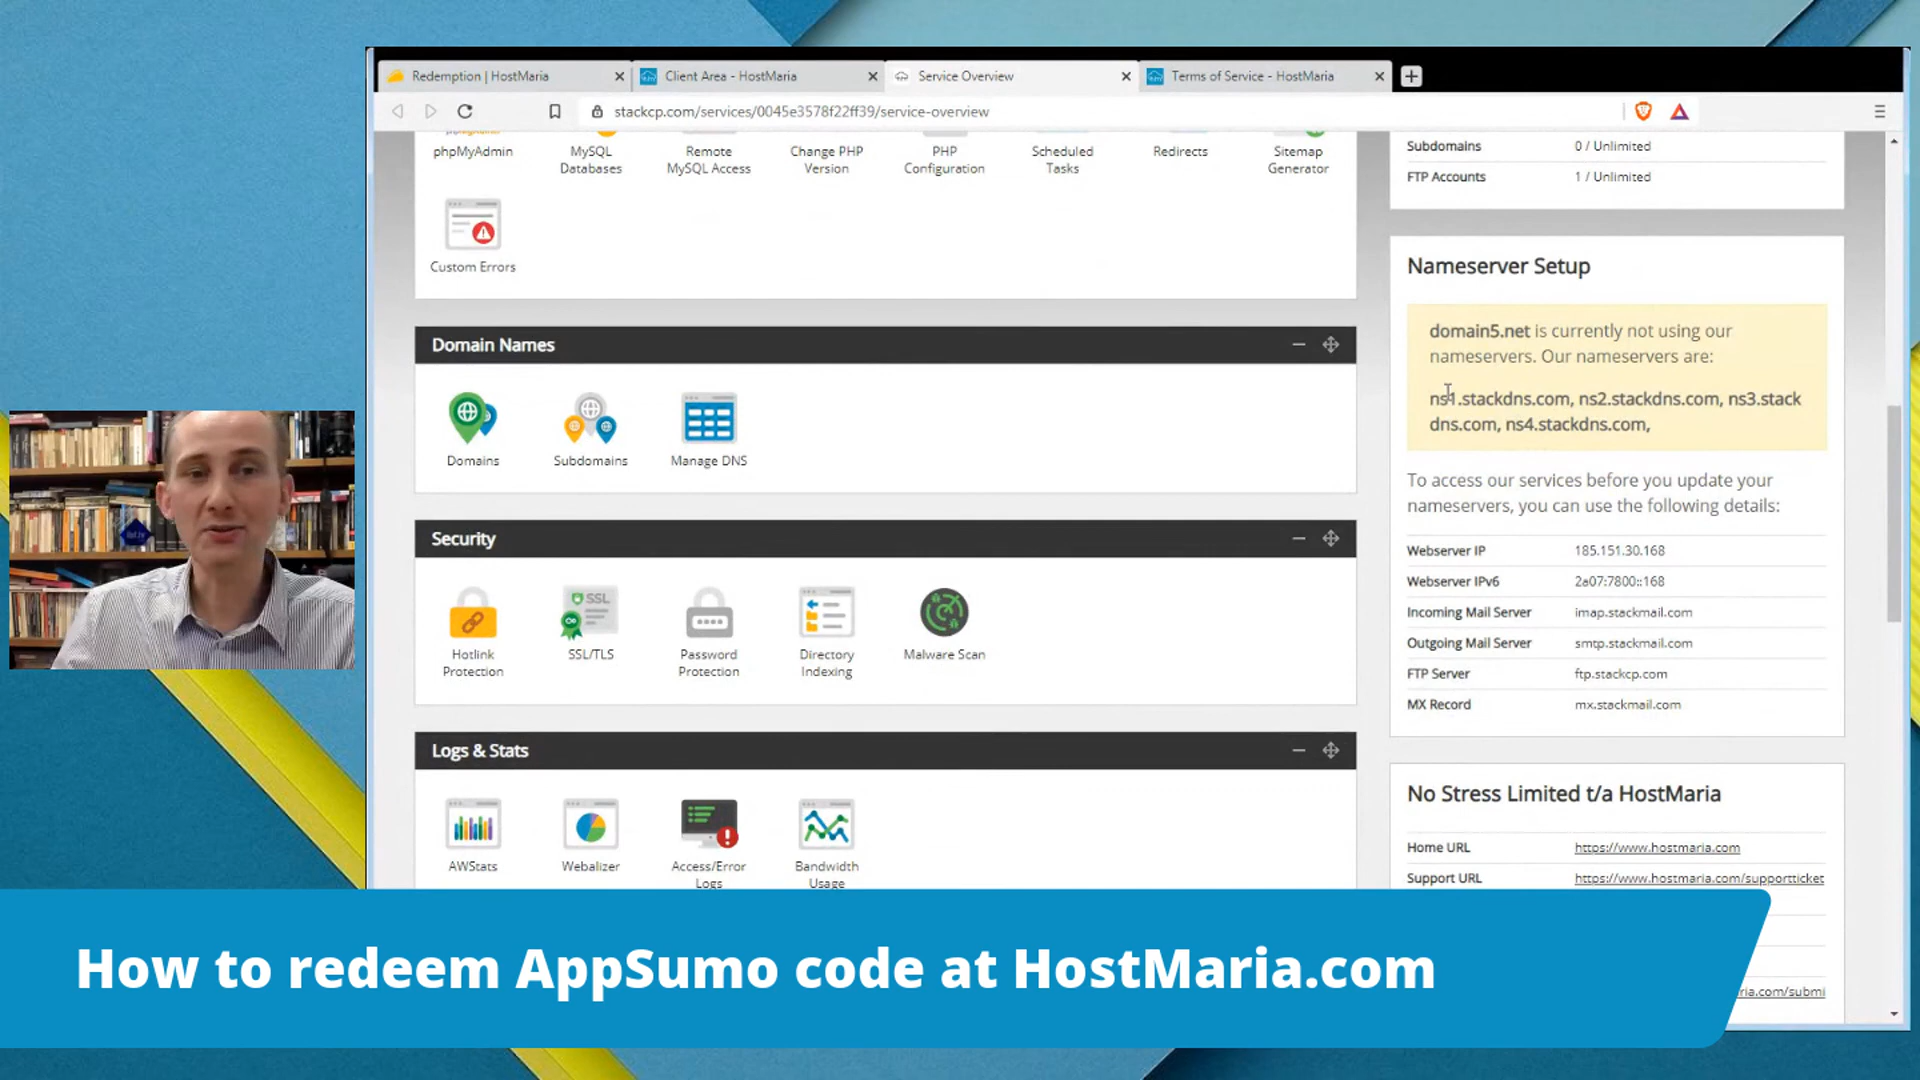 Redemption | HostMaria
Client Area - HostMaria
Service Overview
Terms of Service - HostMaria
stackcp.com/services/0045e3578f22ff39/service-overview
phpMyAdmin
MySQL
Databases
Remote
MySQL Access
Change PHP
Version
PHP
Configuration
Scheduled
Tasks
Redirects
Sitemap
Generator
Custom Errors
Domain Names
Domains
Subdomains
Manage DNS
Security
SSL
Hotlink
Protection
SSL/TLS
Password
Protection
Directory
Indexing
Malware Scan
Logs & Stats
AWStats
Webalizer
Access/Error
Logs
Bandwidth
Usage
Subdomains 0 / Unlimited
FTP Accounts 1 / Unlimited
Nameserver Setup
domain5.net is currently not using our
nameservers. Our nameservers are:
ns1.stackdns.com, ns2.stackdns.com, ns3.stack
dns.com, ns4.stackdns.com,
To access our services before you update your
nameservers, you can use the following details:
Webserver IP 185.151.30.168
Webserver IPv6 2a07:7800::168
Incoming Mail Server imap.stackmail.com
Outgoing Mail Server smtp.stackmail.com
FTP Server ftp.stackcp.com
MX Record mx.stackmail.com
No Stress Limited t/a HostMaria
Home URL https://www.hostmaria.com
Support URL https://www.hostmaria.com/supportticket
ria.com/submi
How to redeem AppSumo code at HostMaria.com